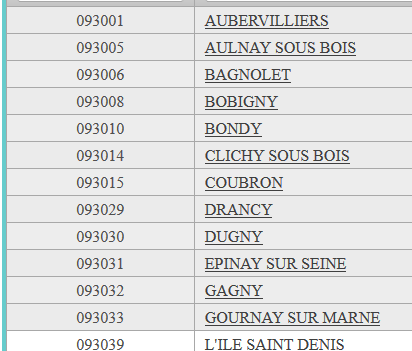 093001 AUBERVILLIERS
093005 AULNAY SOUS BOIS
093006 BAGNOLET
093008 BOBIGNY
093010 BONDY
093014 CLICHY SOUS BOIS
093015 COUBRON
093029 DRANCY
093030 DUGNY
093031 EPINAY SUR SEINE
093032 GAGNY
093033 GOURNAY SUR MARNE
093039 L'ILE SAINT DENIS